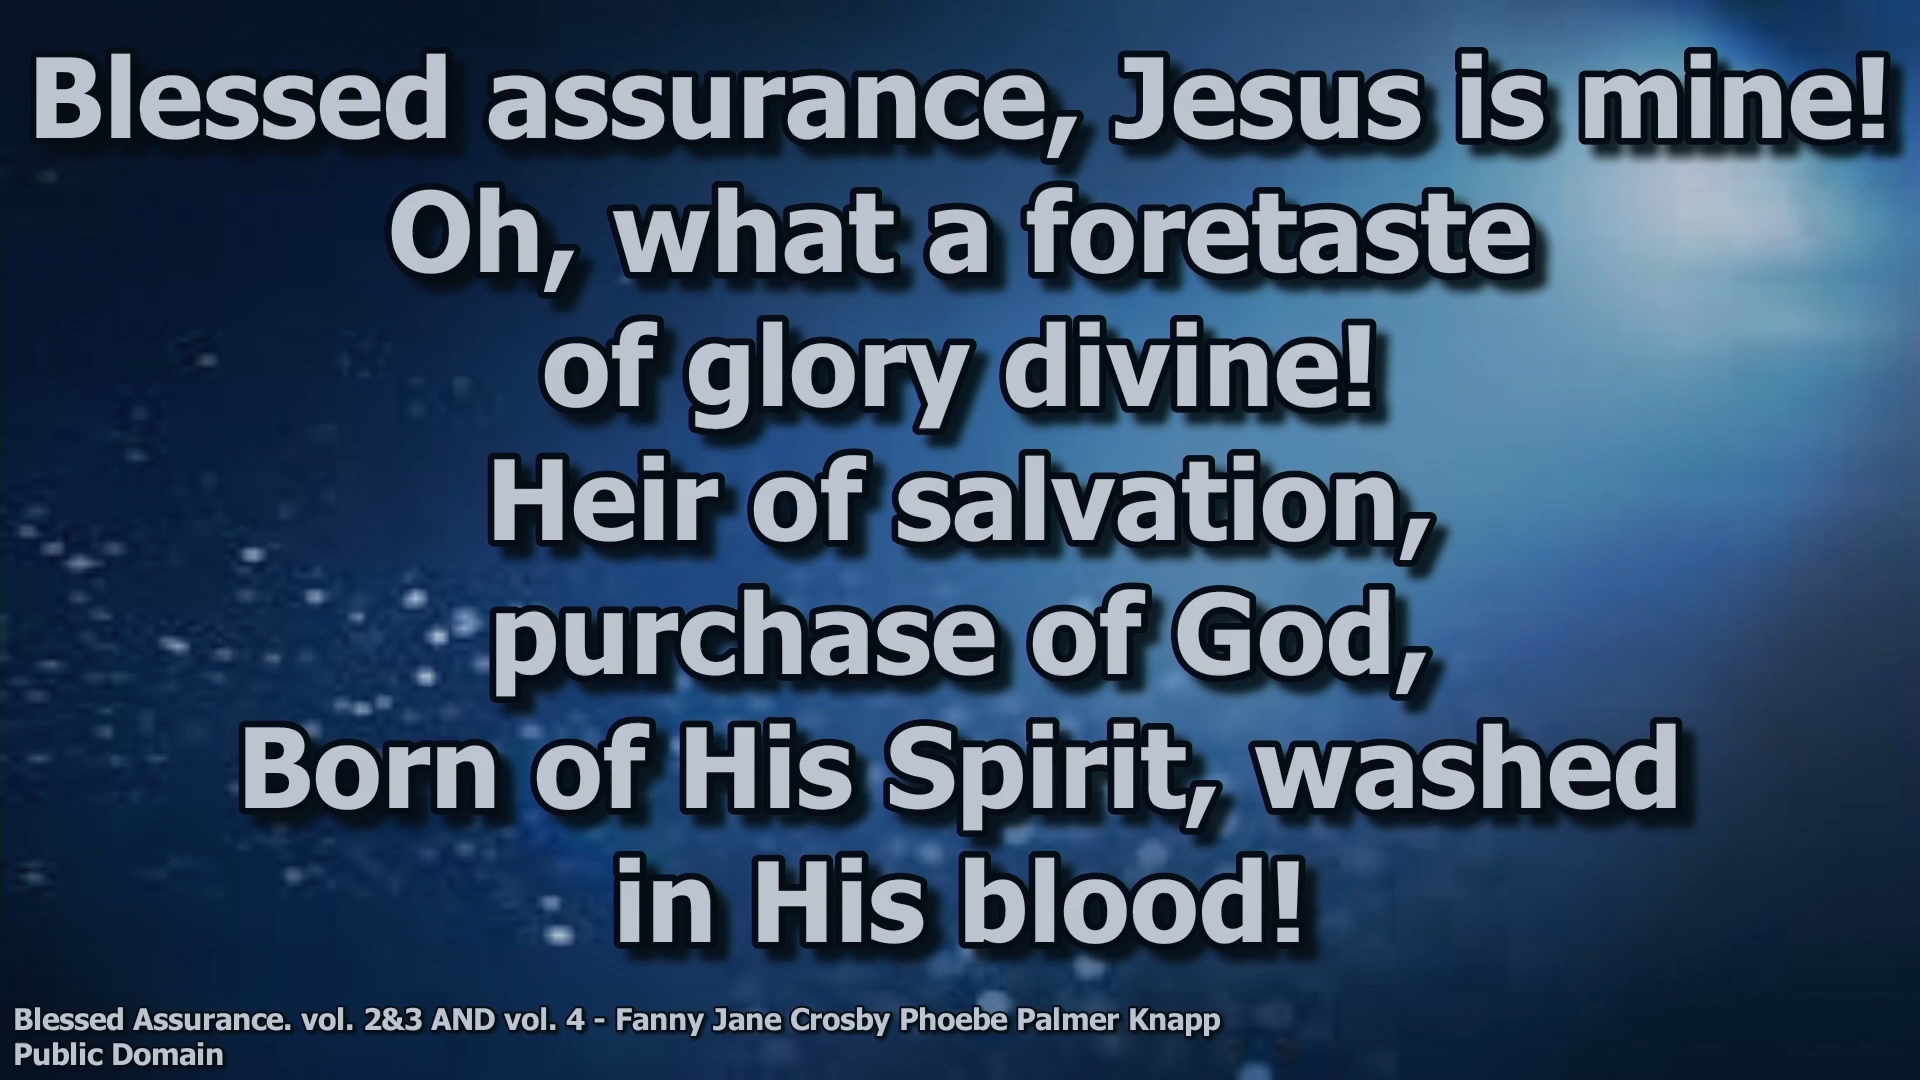 Blessed assurance, Jesus is mine!
Oh, what a foretaste
of glory divine!
Heir of salvation,
purchase of God,
Born of His Spirit, washed
in His blood!
Blessed Assurance. vol. 2&3 AND vol. 4 - Fanny Jane Crosby Phoebe Palmer Knapp
Public Domain